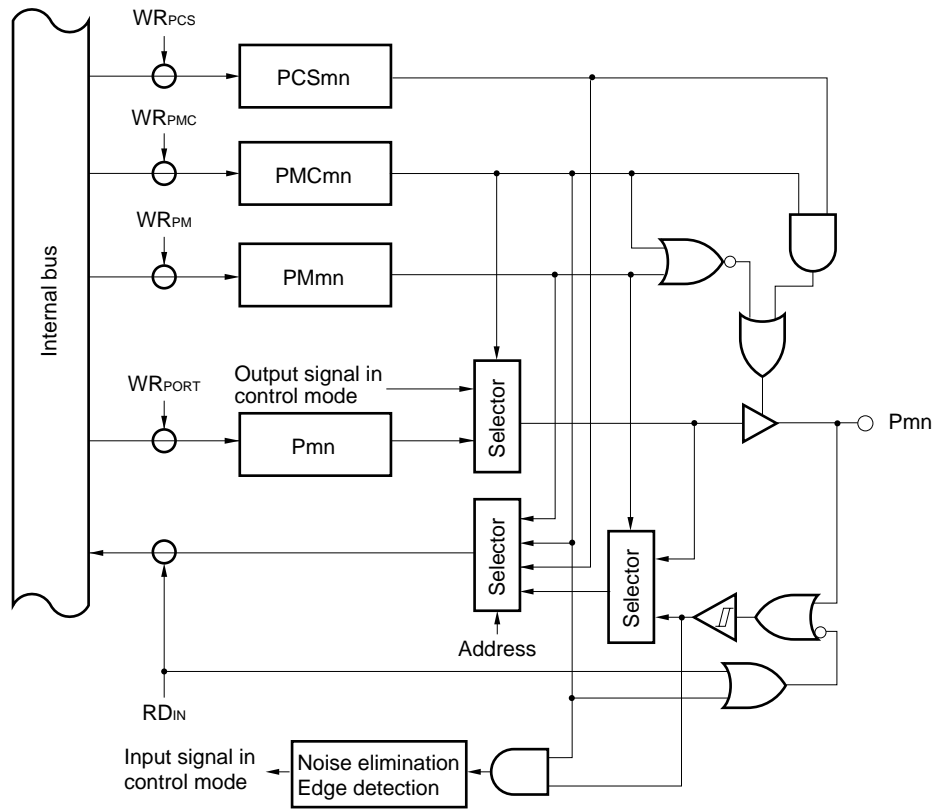 WRPCS
PCSmn
WRPMC
PMCmn
WRPM
PMmn
Internal bus
Output signal in
control mode
Selector
WRPORT
Pmn
Pmn
Selector
Selector
Address
RDIN
Input signal in
control mode
Noise elimination
Edge detection